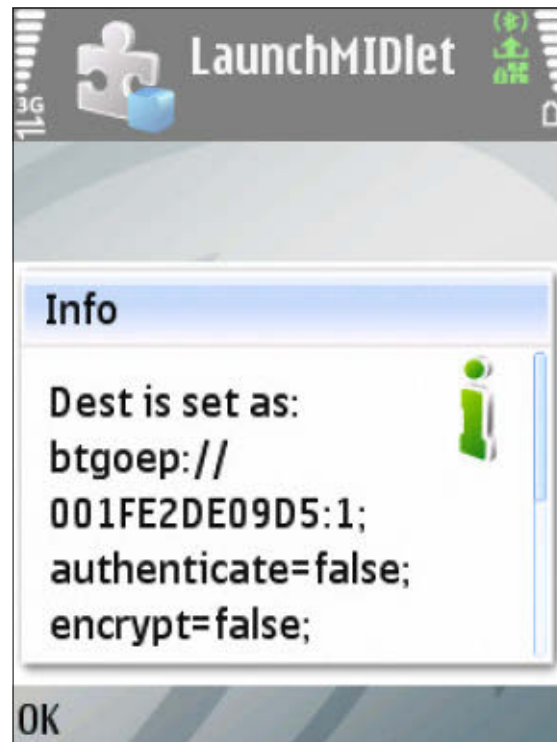 LaunchMIDlet
3G
Info
Dest is set as:
btgoep://
001FE2DE09D5:1;
authenticate=false;
encrypt=false;
OK